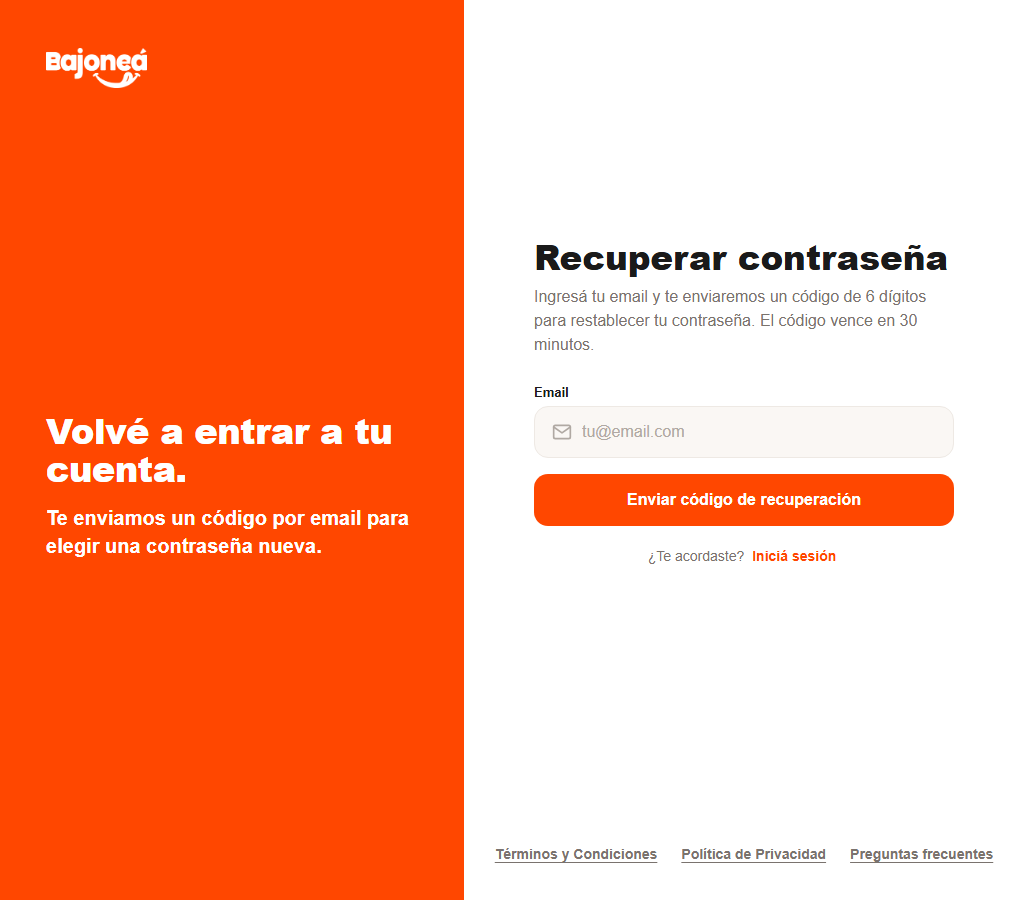 Bajoneá
Volvé a entrar a tu
cuenta.
Te enviamos un código por email para
elegir una contraseña nueva.
Recuperar contraseña
Ingresá tu email y te enviaremos un código de 6 dígitos
para restablecer tu contraseña. El código vence en 30
minutos.
Email
tu@email.com
Enviar código de recuperación
¿Te acordaste? Iniciá sesión
Términos y Condiciones Política de Privacidad Preguntas frecuentes